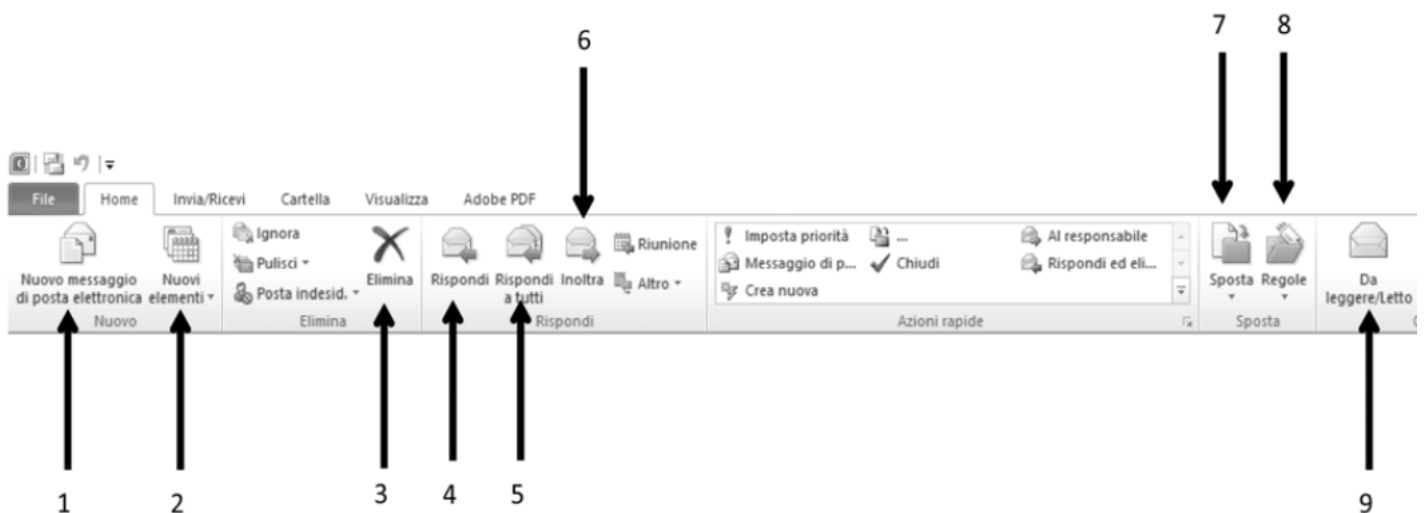 6
7
8
File
Home
Invia/Ricevi
Cartella
Visualizza
Adobe PDF
Nuovo messaggio
di posta elettronica
Nuovi
elementi
Nuovo
Ignora
Pulisci
Posta indesid.
Elimina
Elimina
Rispondi
Rispondi
a tutti
Inoltra
Riunione
Altro
Rispondi
Imposta priorità
Messaggio di p...
Crea nuova
...
Chiudi
Al responsabile
Rispondi ed eli...
Azioni rapide
Sposta
Regole
Sposta
Da
leggere/Letto
1
2
3
4
5
9